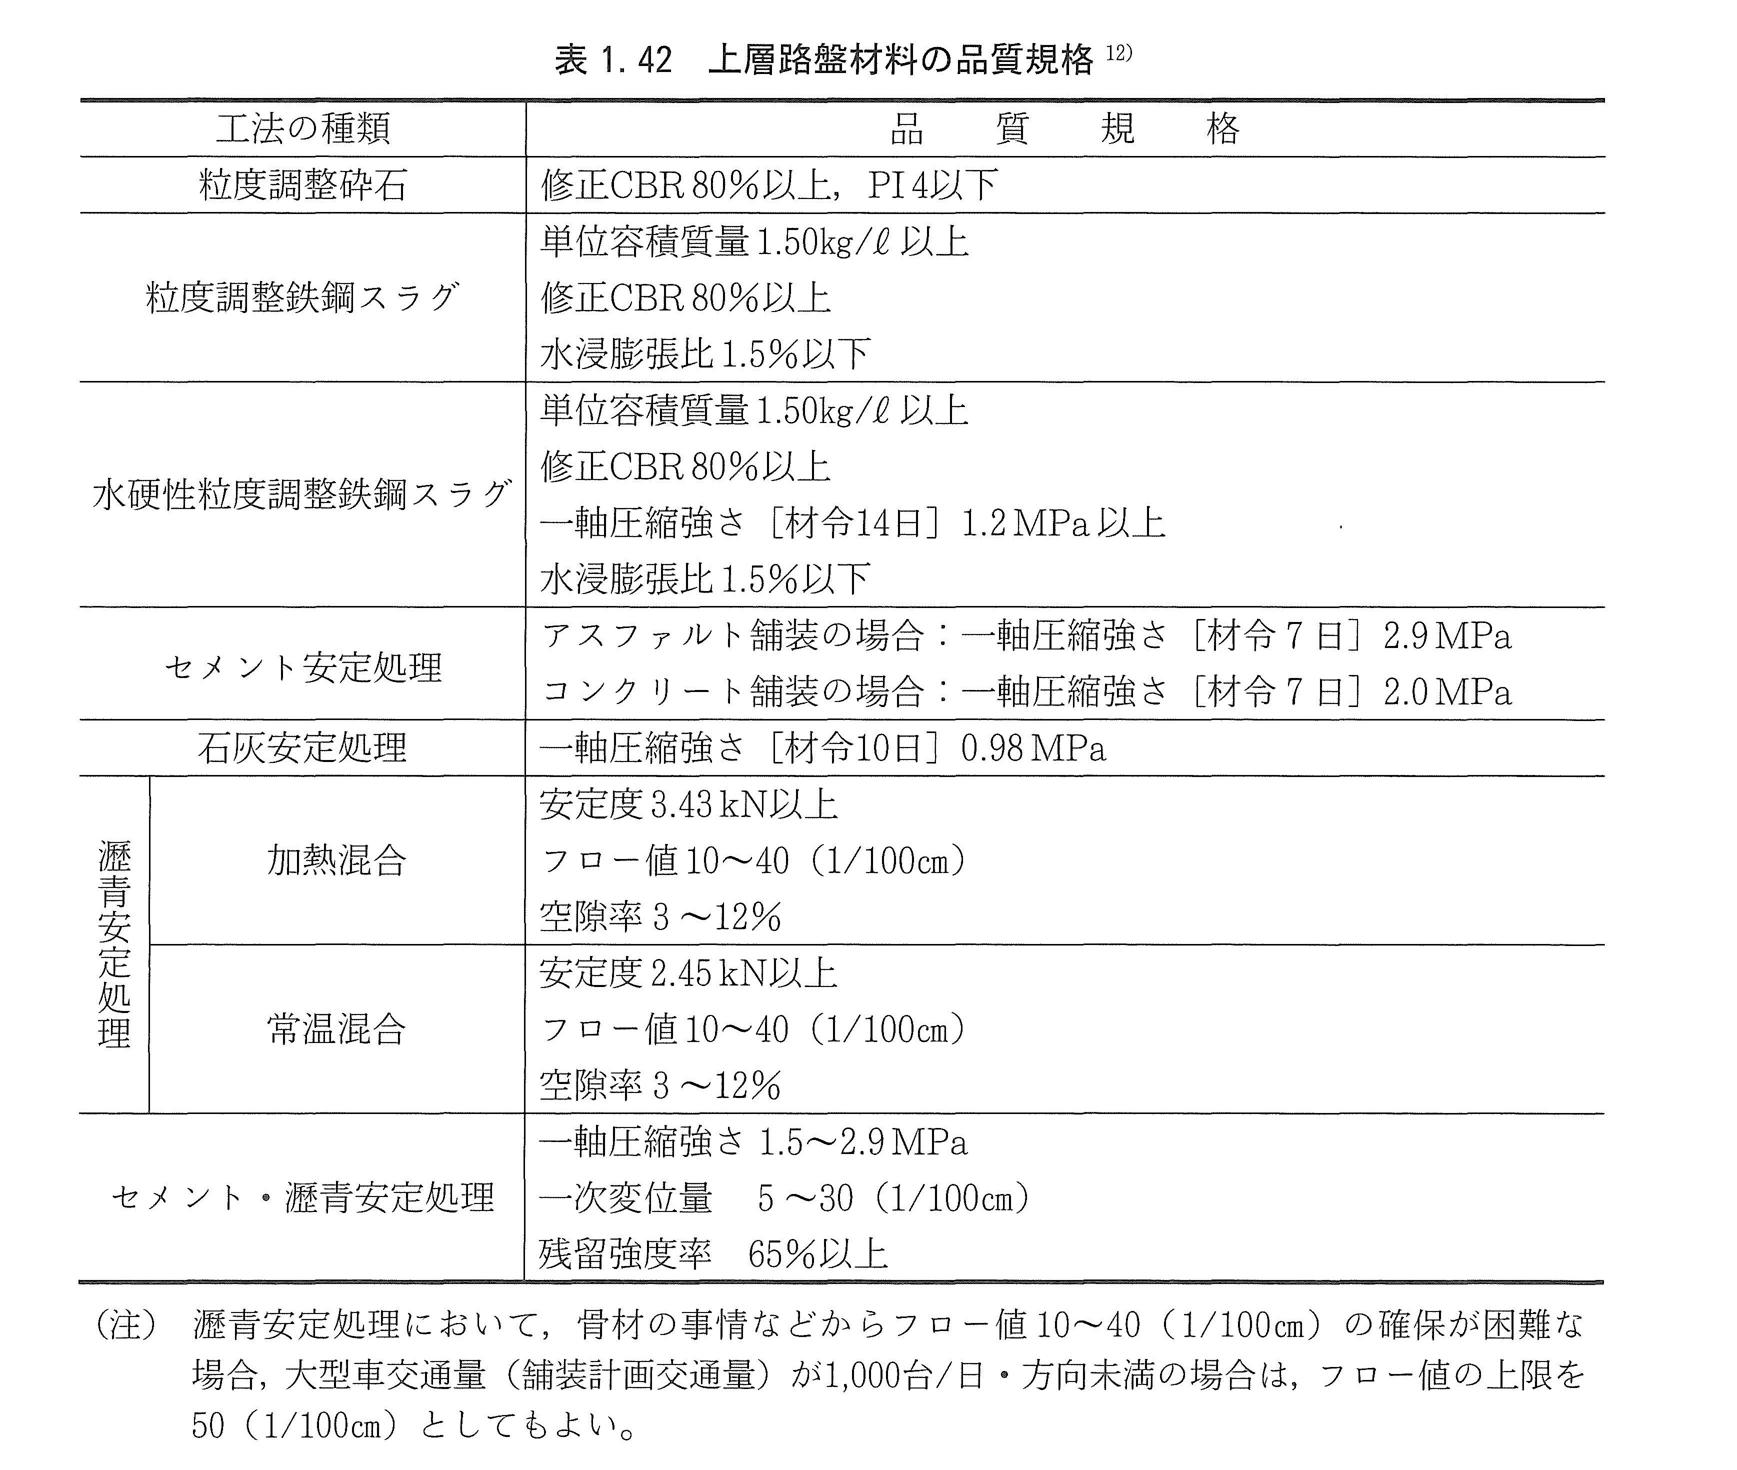 表 1.42 上層路盤材料の品質規格 12)
工法の種類 品質規格
粒度調整砕石 修正CBR 80％以上，PI 4以下
粒度調整鉄鋼スラグ
単位容積質量 1.50kg/ℓ 以上
修正CBR 80％以上
水浸膨張比 1.5％以下
水硬性粒度調整鉄鋼スラグ
単位容積質量 1.50kg/ℓ 以上
修正CBR 80％以上
一軸圧縮強さ［材令14日］1.2 MPa 以上
水浸膨張比 1.5％以下
セメント安定処理
アスファルト舗装の場合：一軸圧縮強さ［材令 7 日］2.9 MPa
コンクリート舗装の場合：一軸圧縮強さ［材令 7 日］2.0 MPa
石灰安定処理 一軸圧縮強さ［材令10日］0.98 MPa
瀝青安定処理
加熱混合
安定度 3.43 kN以上
フロー値 10～40（1/100㎝）
空隙率 3 ～12％
常温混合
安定度 2.45 kN以上
フロー値 10～40（1/100㎝）
空隙率 3 ～12％
セメント・瀝青安定処理
一軸圧縮強さ 1.5～2.9 MPa
一次変位量 5 ～30（1/100㎝）
残留強度率 65％以上
（注） 瀝青安定処理において，骨材の事情などからフロー値 10～40（1/100㎝）の確保が困難な
場合，大型車交通量（舗装計画交通量）が1,000台/日・方向未満の場合は，フロー値の上限を
50（1/100㎝）としてもよい。